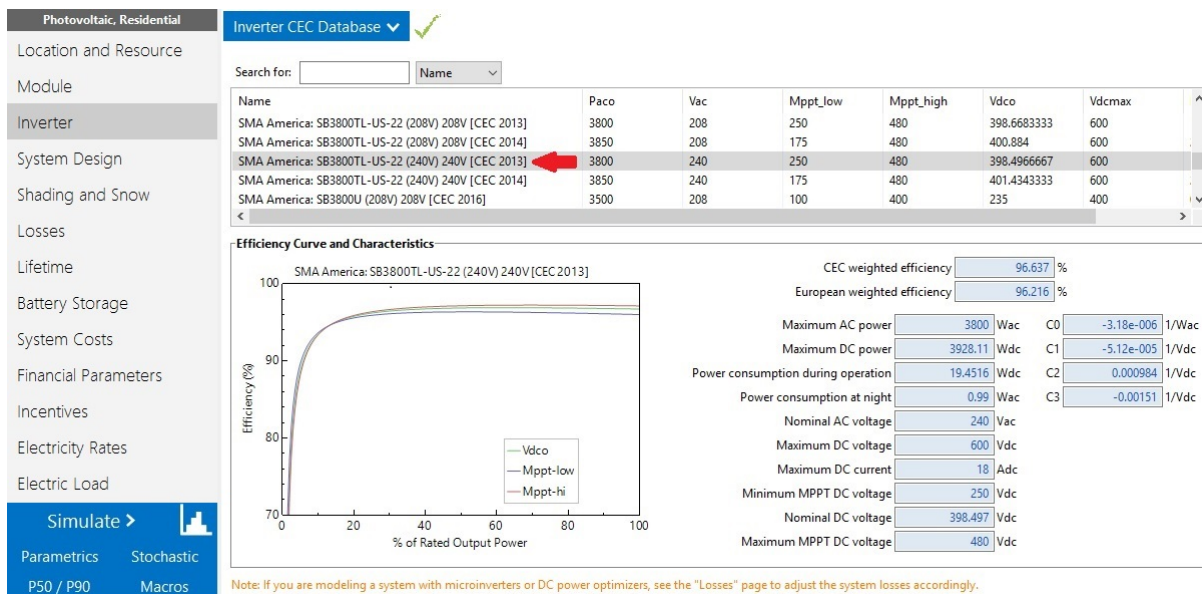 Photovoltaic, Residential
Location and Resource
Module
Inverter
System Design
Shading and Snow
Losses
Lifetime
Battery Storage
System Costs
Financial Parameters
Incentives
Electricity Rates
Electric Load
Simulate >
Parametrics Stochastic
P50 / P90 Macros
Inverter CEC Database
Search for: Name
Name Paco Vac Mppt_low Mppt_high Vdco Vdcmax
SMA America: SB3800TL-US-22 (208V) 208V [CEC 2013] 3800 208 250 480 398.6683333 600
SMA America: SB3800TL-US-22 (208V) 208V [CEC 2014] 3850 208 175 480 400.884 600
SMA America: SB3800TL-US-22 (240V) 240V [CEC 2013] 3800 240 250 480 398.4966667 600
SMA America: SB3800TL-US-22 (240V) 240V [CEC 2014] 3850 240 175 480 401.4343333 600
SMA America: SB3800U (208V) 208V [CEC 2016] 3500 208 100 400 235 400
Efficiency Curve and Characteristics
SMA America: SB3800TL-US-22 (240V) 240V [CEC 2013]
100
90
80
70
Efficiency (%)
Vdco
Mppt-low
Mppt-hi
0 20 40 60 80 100
% of Rated Output Power
CEC weighted efficiency 96.637 %
European weighted efficiency 96.216 %
Maximum AC power 3800 Wac C0 -3.18e-006 1/Wac
Maximum DC power 3928.11 Wdc C1 -5.12e-005 1/Vdc
Power consumption during operation 19.4516 Wdc C2 0.000984 1/Vdc
Power consumption at night 0.99 Wac C3 -0.00151 1/Vdc
Nominal AC voltage 240 Vac
Maximum DC voltage 600 Vdc
Maximum DC current 18 Adc
Minimum MPPT DC voltage 250 Vdc
Nominal DC voltage 398.497 Vdc
Maximum MPPT DC voltage 480 Vdc
Note: If you are modeling a system with microinverters or DC power optimizers, see the "Losses" page to adjust the system losses accordingly.